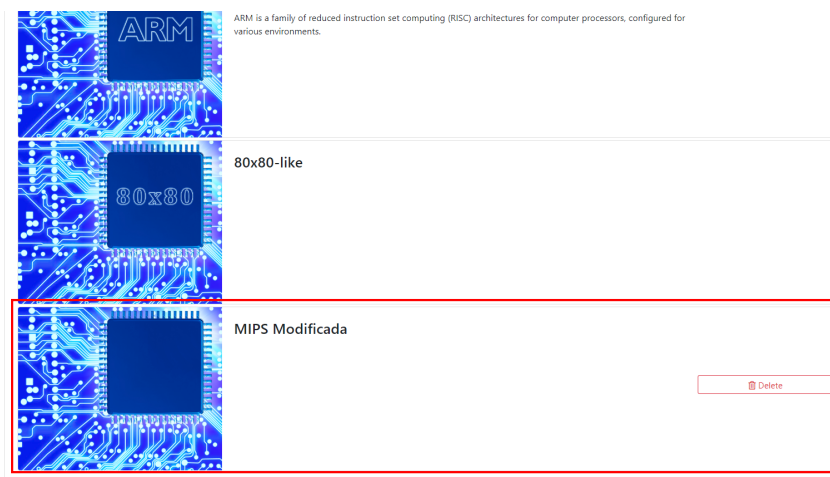 ARM
ARM is a family of reduced instruction set computing (RISC) architectures for computer processors, configured for
various environments.
80x80
80x80-like
MIPS Modificada
Delete